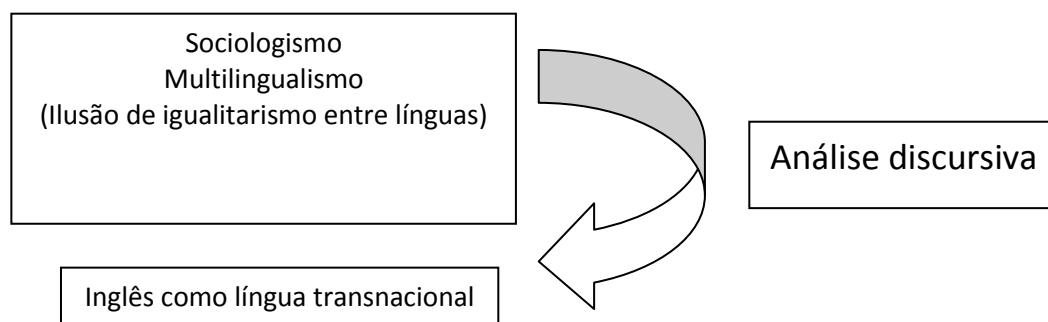 Sociologismo
Multilingualismo
(Ilusão de igualitarismo entre línguas)
Análise discursiva
Inglês como língua transnacional